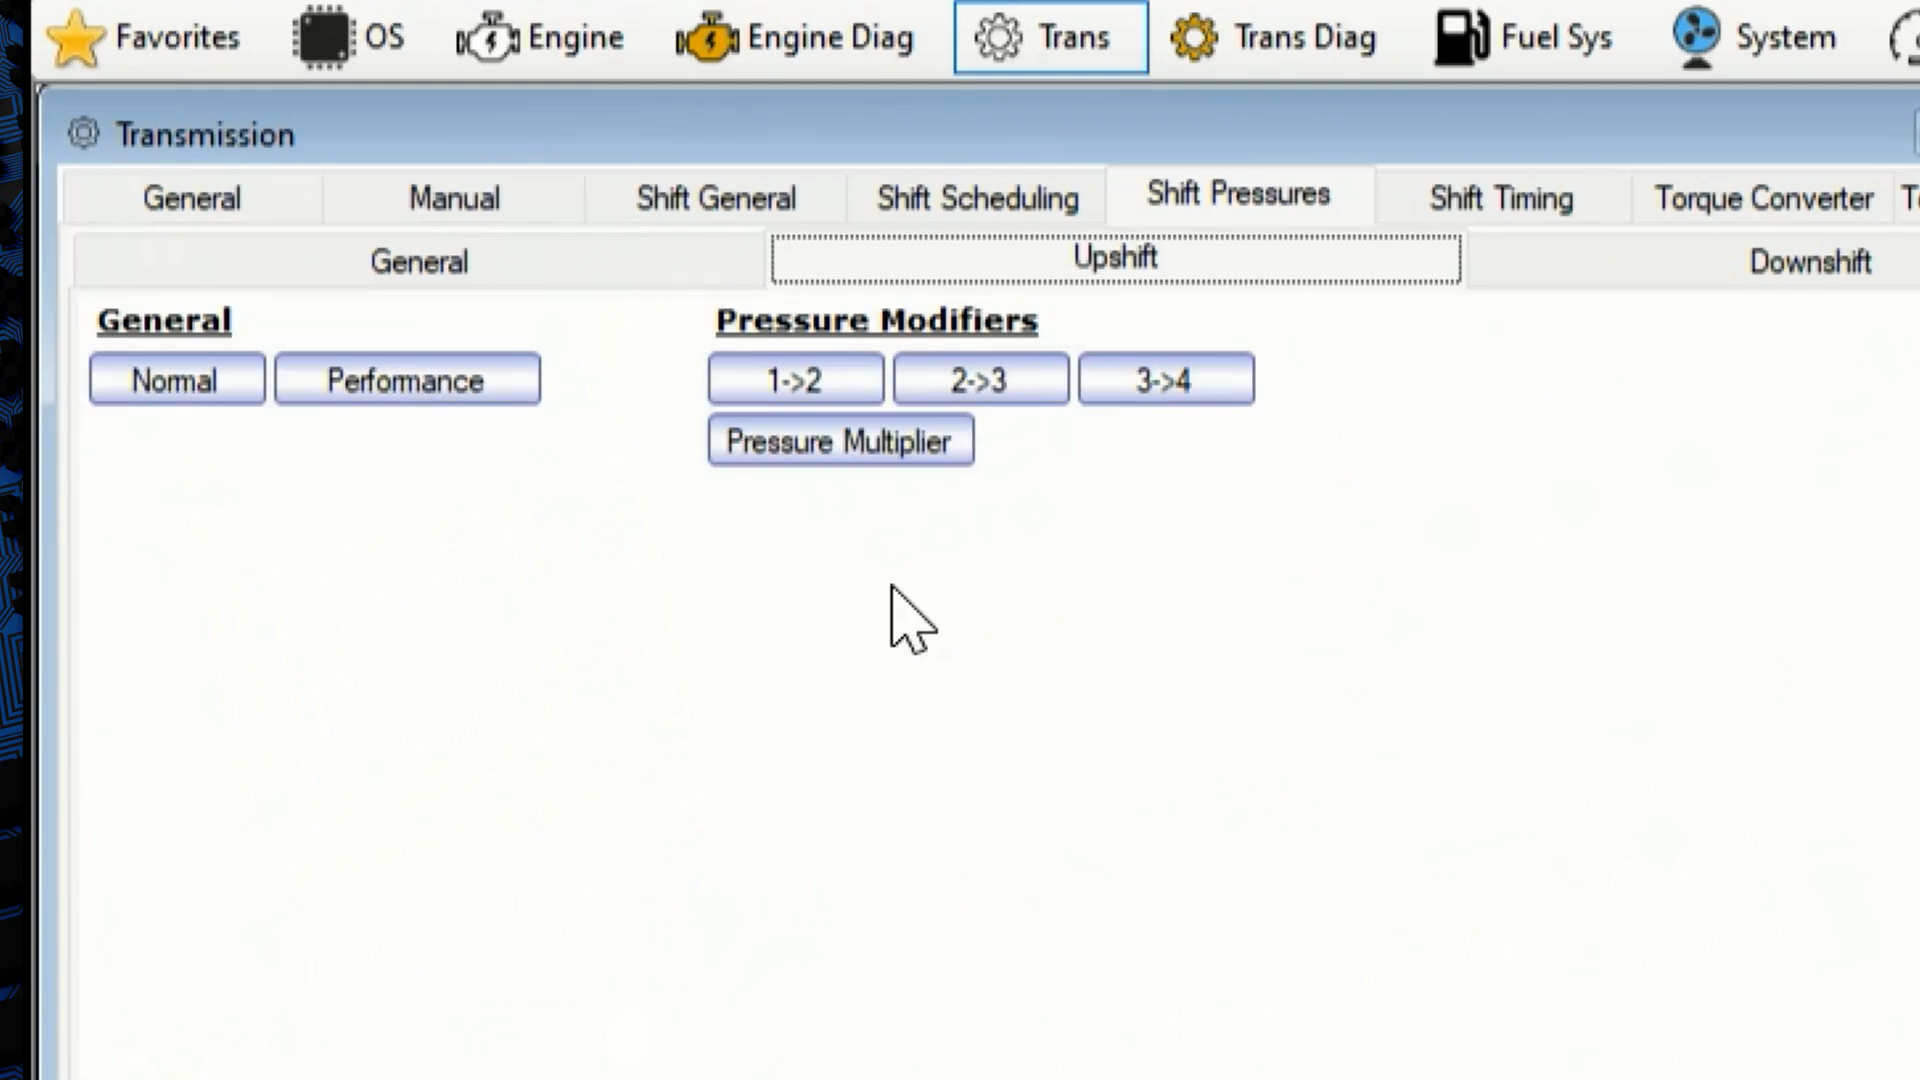 Favorites OS Engine Engine Diag Trans Trans Diag Fuel Sys System
Transmission
General Manual Shift General Shift Scheduling Shift Pressures Shift Timing Torque Converter
General Upshift Downshift
General Pressure Modifiers
Normal Performance 1->2 2->3 3->4
Pressure Multiplier